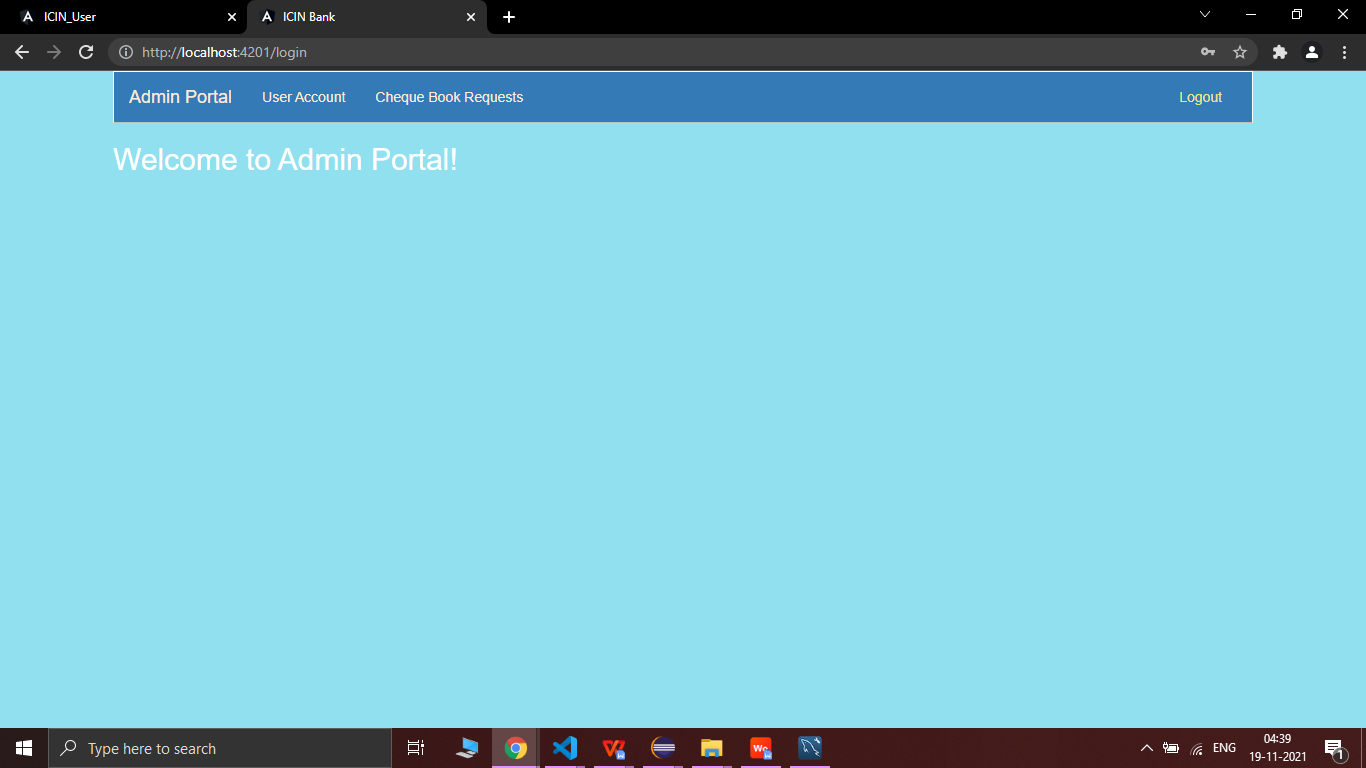 ICIN_User
ICIN Bank
http://localhost:4201/login
Admin Portal User Account Cheque Book Requests Logout
Welcome to Admin Portal!
Type here to search
ENG
04:39
19-11-2021
1